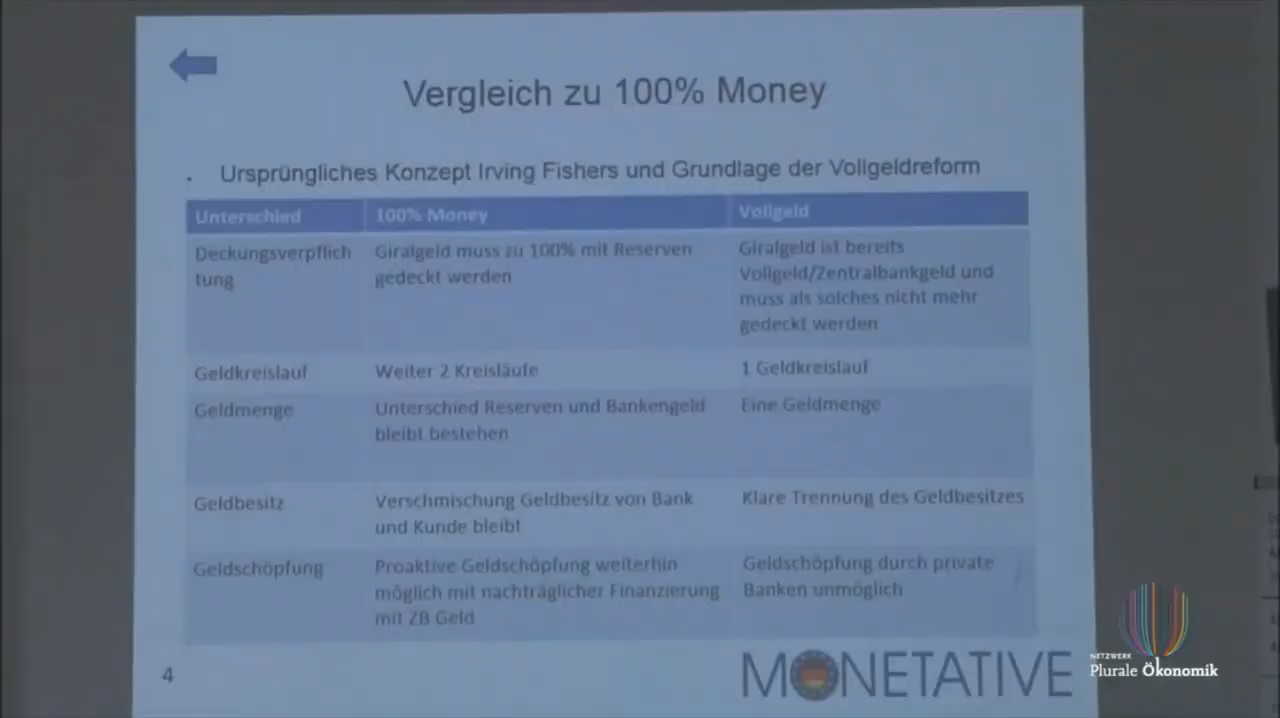 Vergleich zu 100% Money
. Ursprüngliches Konzept Irving Fishers und Grundlage der Vollgeldreform
Unterschied 100% Money Vollgeld
Deckungsverpflich
tung
Giralgeld muss zu 100% mit Reserven
gedeckt werden
Giralgeld ist bereits
Vollgeld/Zentralbankgeld und
muss als solches nicht mehr
gedeckt werden
Geldkreislauf Weiter 2 Kreisläufe 1 Geldkreislauf
Geldmenge
Unterschied Reserven und Bankengeld
bleibt bestehen
Eine Geldmenge
Geldbesitz
Verschmischung Geldbesitz von Bank
und Kunde bleibt
Klare Trennung des Geldbesitzes
Geldschöpfung
Proaktive Geldschöpfung weiterhin
möglich mit nachträglicher Finanzierung
mit ZB Geld
Geldschöpfung durch private
Banken unmöglich
4
MONETATIVE
NETZWERK
Plurale Ökonomik